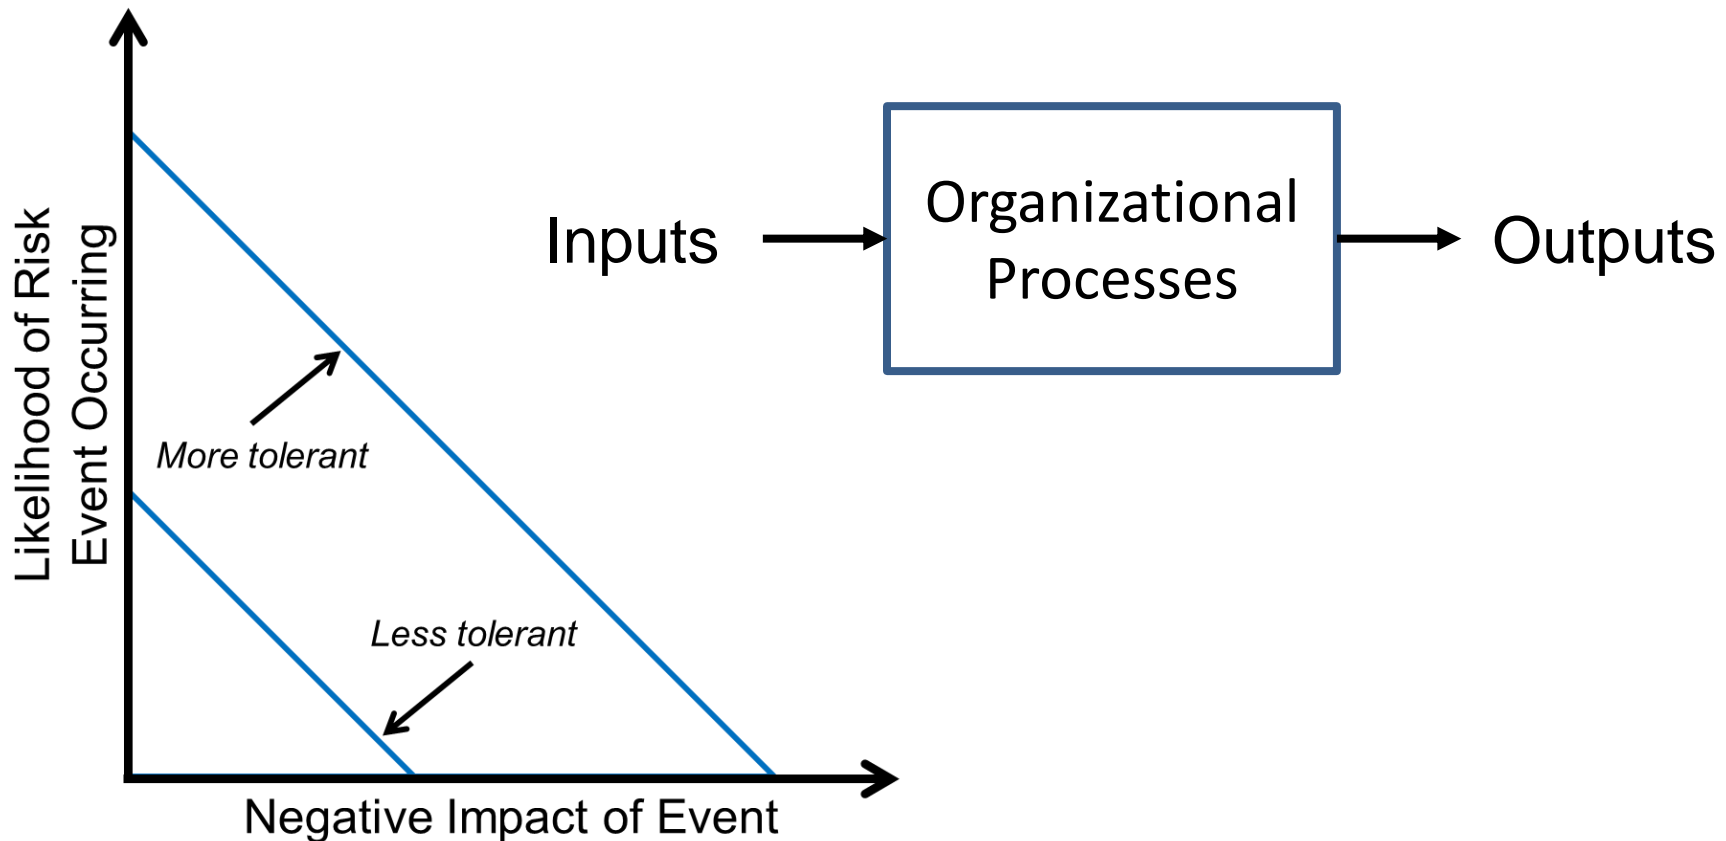 Likelihood of Risk
Event Occurring
More tolerant
Less tolerant
Negative Impact of Event
Inputs
Organizational
Processes
Outputs